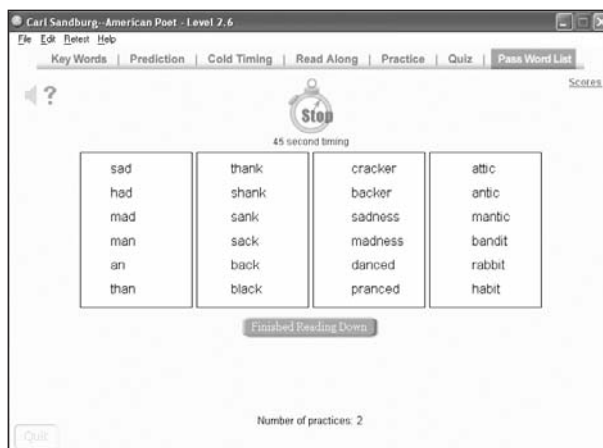 Carl Sandburg--American Poet - Level 2.6
File Edit Retest Help
Key Words | Prediction | Cold Timing | Read Along | Practice | Quiz | Pass Word List
Scores
?
Stop
45 second timing
sad thank cracker attic
had shank backer antic
mad sank sadness mantic
man sack madness bandit
an back danced rabbit
than black pranced habit
Finished Reading Down
Number of practices: 2
Quit